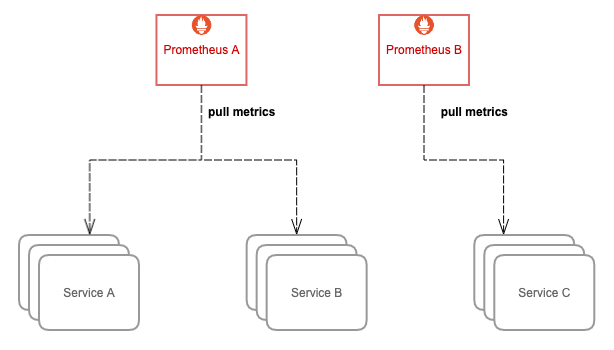 Prometheus A
Prometheus B
pull metrics
pull metrics
Service A
Service B
Service C